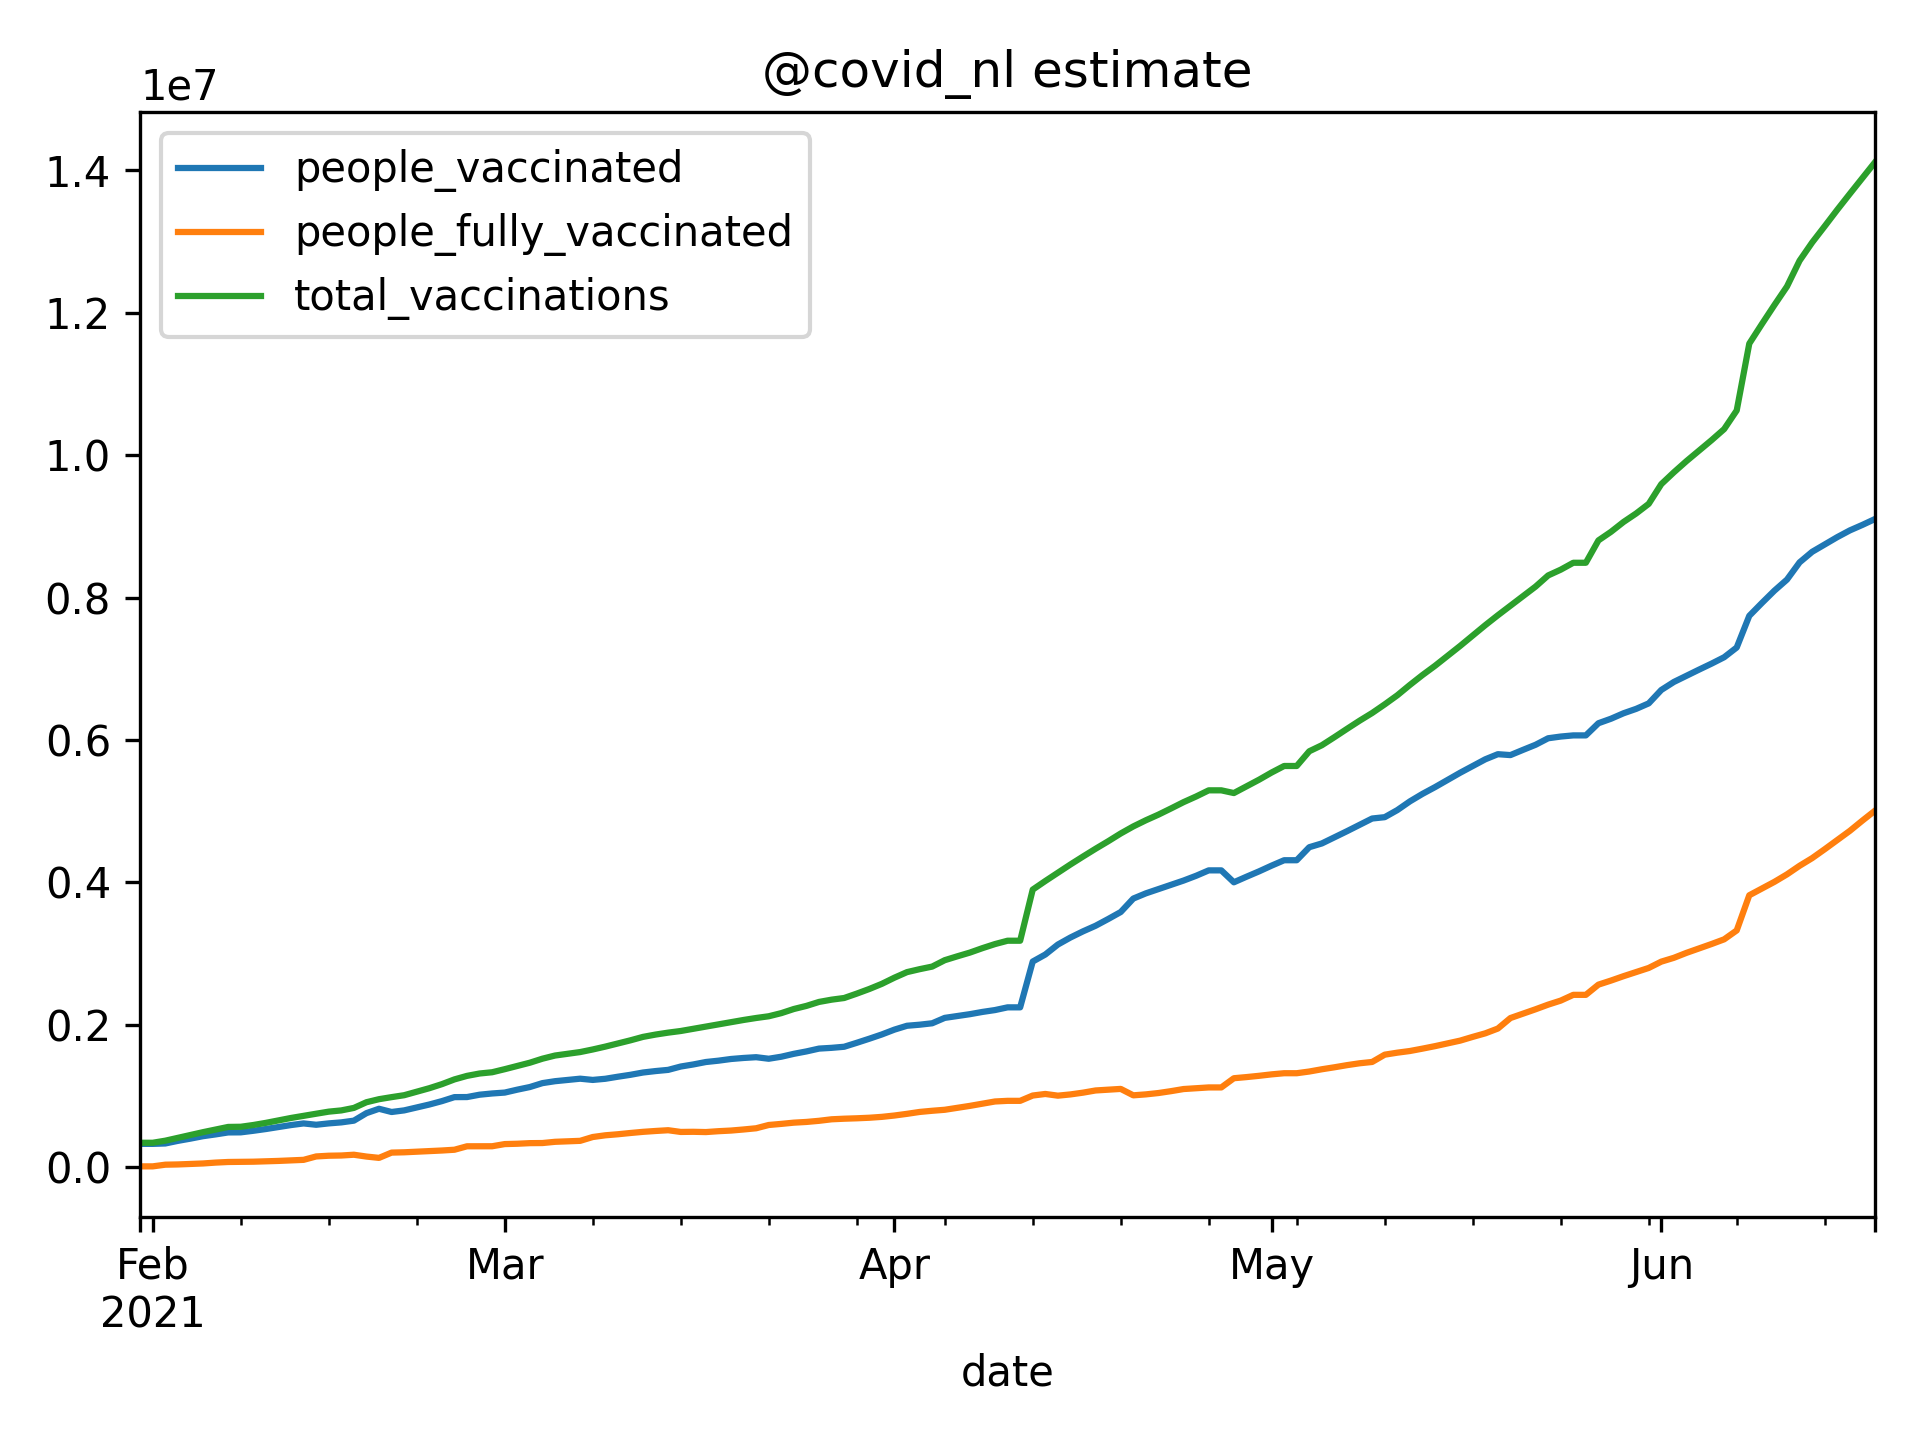 @covid_nl estimate
1e7
people_vaccinated
people_fully_vaccinated
total_vaccinations
1.4
1.2
1.0
0.8
0.6
0.4
0.2
0.0
Feb Mar Apr May Jun
2021
date